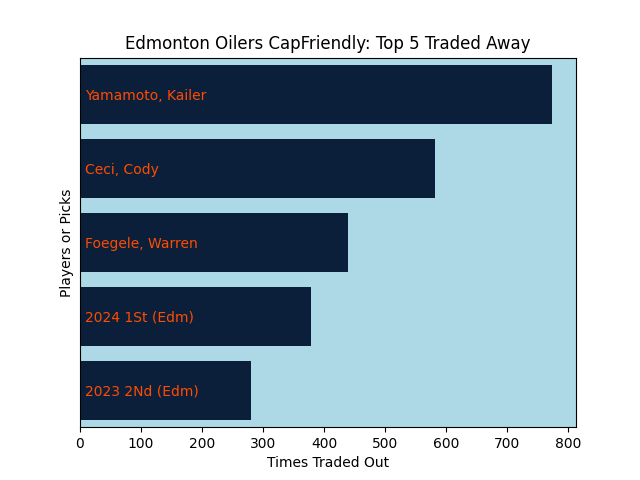 Edmonton Oilers CapFriendly: Top 5 Traded Away
Players or Picks
Yamamoto, Kailer
Ceci, Cody
Foegele, Warren
2024 1St (Edm)
2023 2Nd (Edm)
0 100 200 300 400 500 600 700 800
Times Traded Out